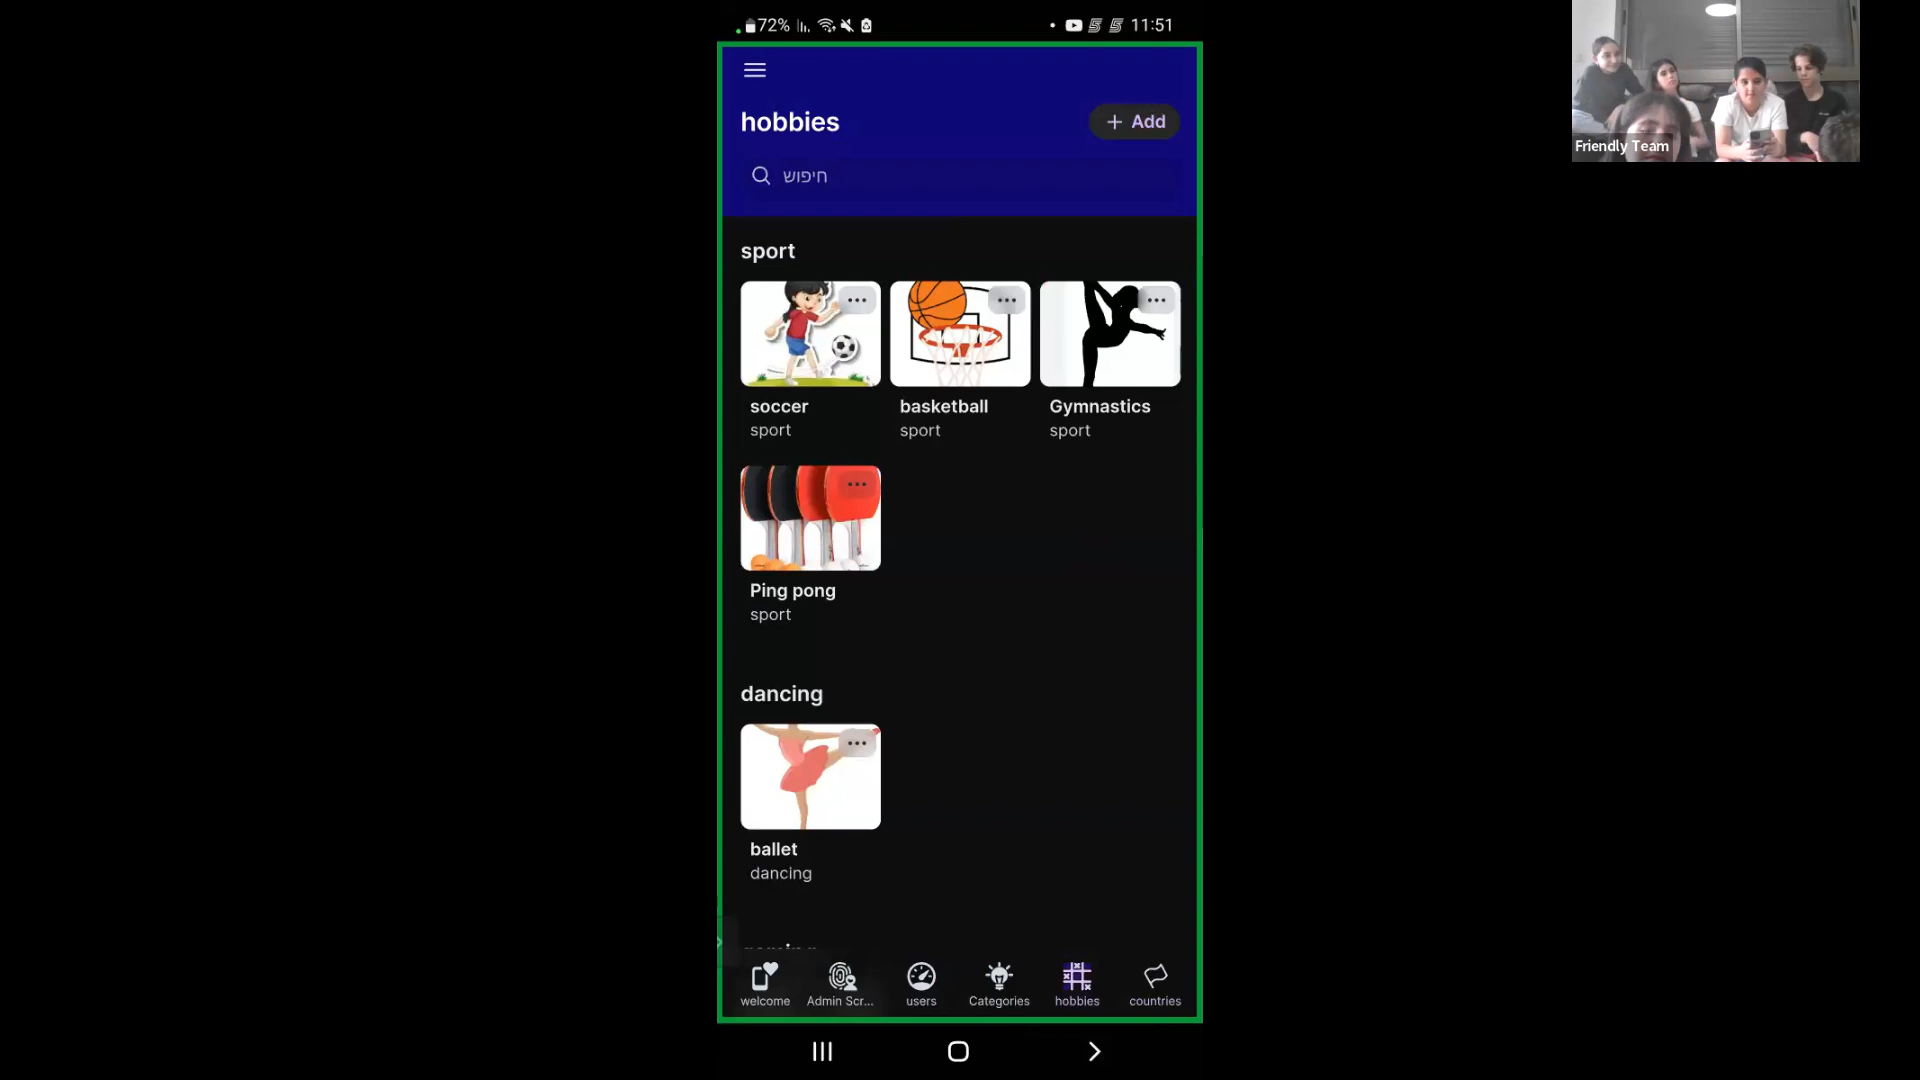 72%
11:51
hobbies
+ Add
חיפוש
sport
soccer
sport
basketball
sport
Gymnastics
sport
Ping pong
sport
dancing
ballet
dancing
welcome
Admin Scr...
users
Categories
hobbies
countries
Friendly Team